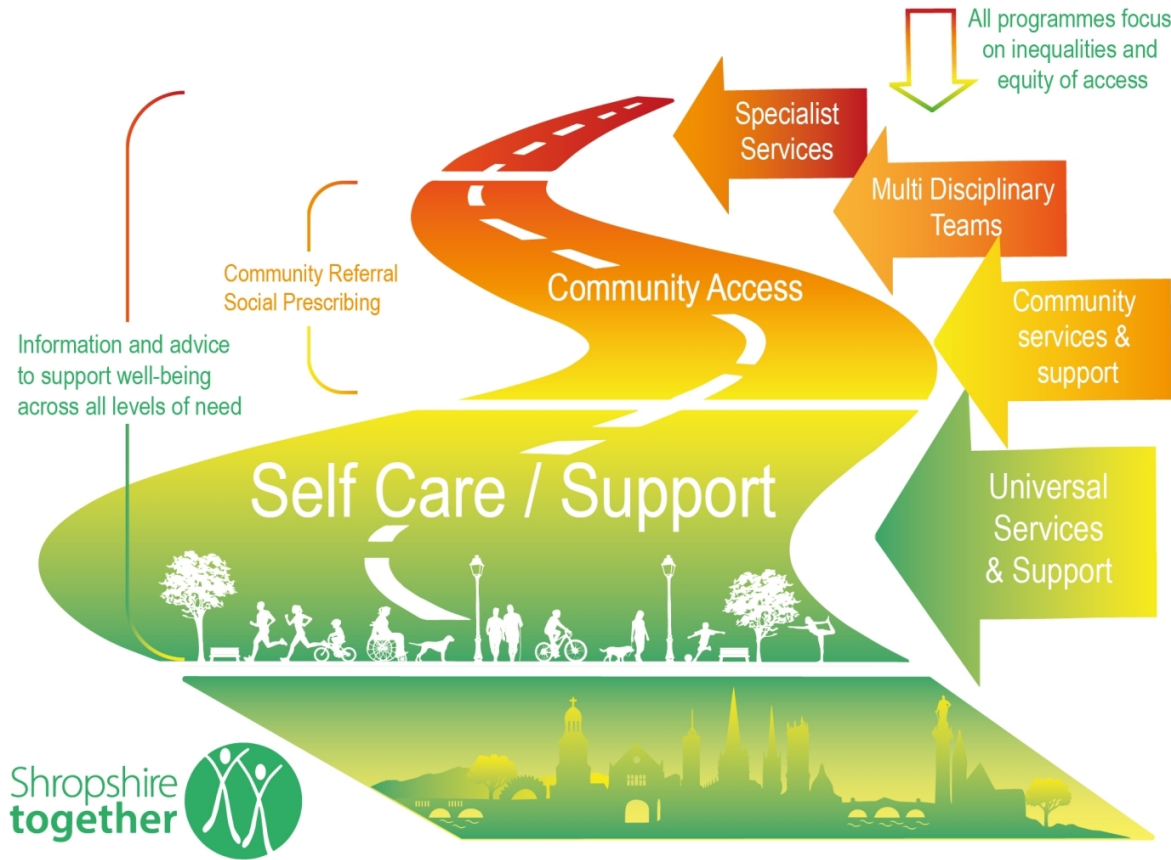 All programmes focus
on inequalities and
equity of access
Specialist
Services
Multi Disciplinary
Teams
Community Referral
Social Prescribing
Community Access
Community
services &
support
Information and advice
to support well-being
across all levels of need
Self Care / Support
Universal
Services
& Support
Shropshire
together